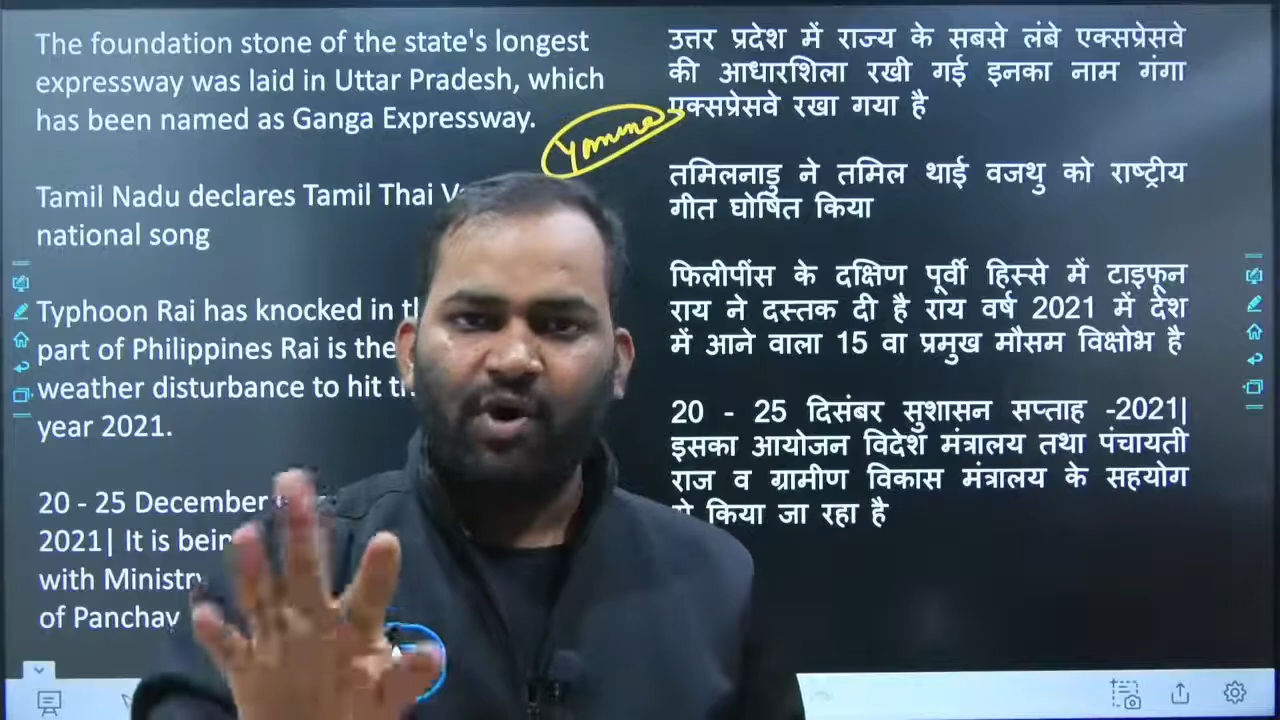 The foundation stone of the state's longest
expressway was laid in Uttar Pradesh, which
has been named as Ganga Expressway.
Tamil Nadu declares Tamil Thai
national song
Typhoon Rai has knocked in
part of Philippines Rai is the
weather disturbance to hit
year 2021.
20 - 25 December
2021| It is
with Ministry
of
Yamuna
उत्तर प्रदेश में राज्य के सबसे लंबे एक्सप्रेसवे
की आधारशिला रखी गई इनका नाम गंगा
एक्सप्रेसवे रखा गया है
तमिलनाडु ने तमिल थाई वजथु को राष्ट्रीय
गीत घोषित किया
फिलीपींस के दक्षिण पूर्वी हिस्से में टाइफून
राय ने दस्तक दी है राय वर्ष 2021 में देश
में आने वाला 15 वा प्रमुख मौसम विक्षोभ है
20 - 25 दिसंबर सुशासन सप्ताह -2021|
इसका आयोजन विदेश मंत्रालय तथा पंचायती
राज व ग्रामीण विकास मंत्रालय के सहयोग
किया जा रहा है